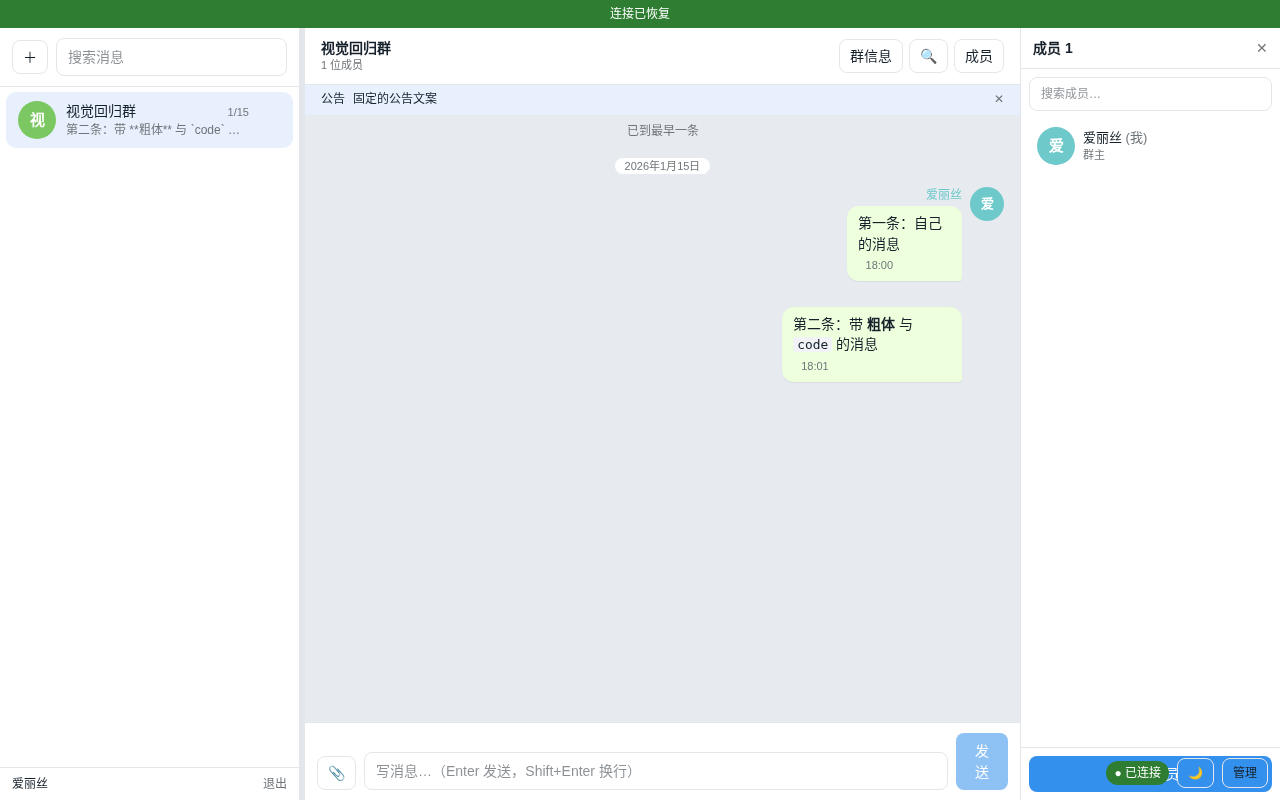 连接已恢复
+
搜索消息
视
视觉回归群
1/15
第二条：带 **粗体** 与 `code` …
爱丽丝
退出
视觉回归群
1 位成员
群信息
🔍
成员
公告 固定的公告文案
✕
已到最早一条
2026年1月15日
爱丽丝
爱
第一条：自己
的消息
18:00
第二条：带 粗体 与
code 的消息
18:01
📎
写消息…（Enter 发送，Shift+Enter 换行）
发
送
成员 1
✕
搜索成员…
爱
爱丽丝 (我)
群主
● 已连接
🌙
管理